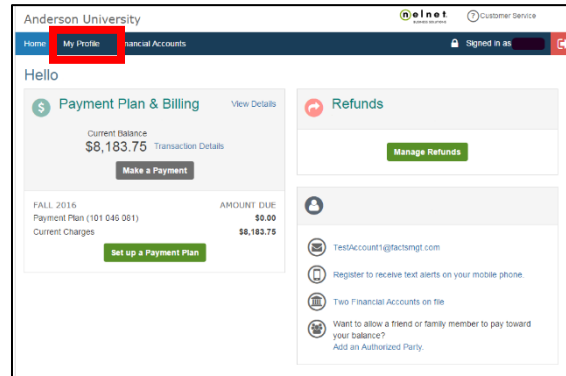 Anderson University
nelnet
BUSINESS SOLUTIONS
? Customer Service
Home My Profile Financial Accounts
Signed in as
Hello
$ Payment Plan & Billing View Details
Current Balance
$8,183.75 Transaction Details
Make a Payment
FALL 2016 AMOUNT DUE
Payment Plan (101 046 081) $0.00
Current Charges $8,183.75
Set up a Payment Plan
Refunds
Manage Refunds
TestAccount1@factsmgt.com
Register to receive text alerts on your mobile phone.
Two Financial Accounts on file
Want to allow a friend or family member to pay toward
your balance?
Add an Authorized Party.